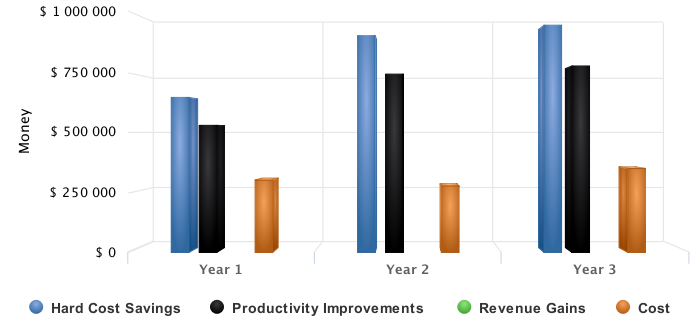 $ 1 000 000
$ 750 000
$ 500 000
$ 250 000
$ 0
Money
Year 1
Year 2
Year 3
Hard Cost Savings
Productivity Improvements
Revenue Gains
Cost